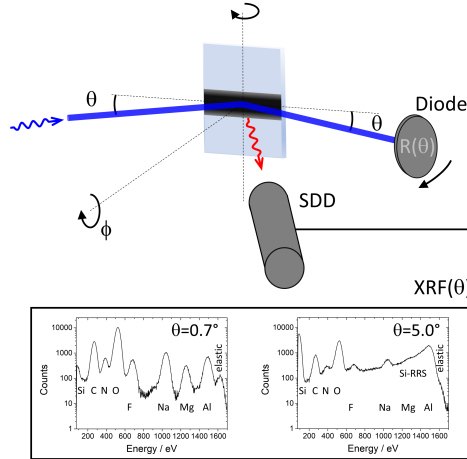 θ
θ
Diode
R(θ)
SDD
φ
XRF(θ)
θ=0.7°
θ=5.0°
10000
1000
100
10
Counts
elastic
Si C N O
F Na Mg Al
200 400 600 800 1000 1200 1400 1600
Energy / eV
10000
1000
100
10
Counts
elastic
Si-RRS
Si C N O
F Na Mg Al
200 400 600 800 1000 1200 1400 1600
Energy / eV